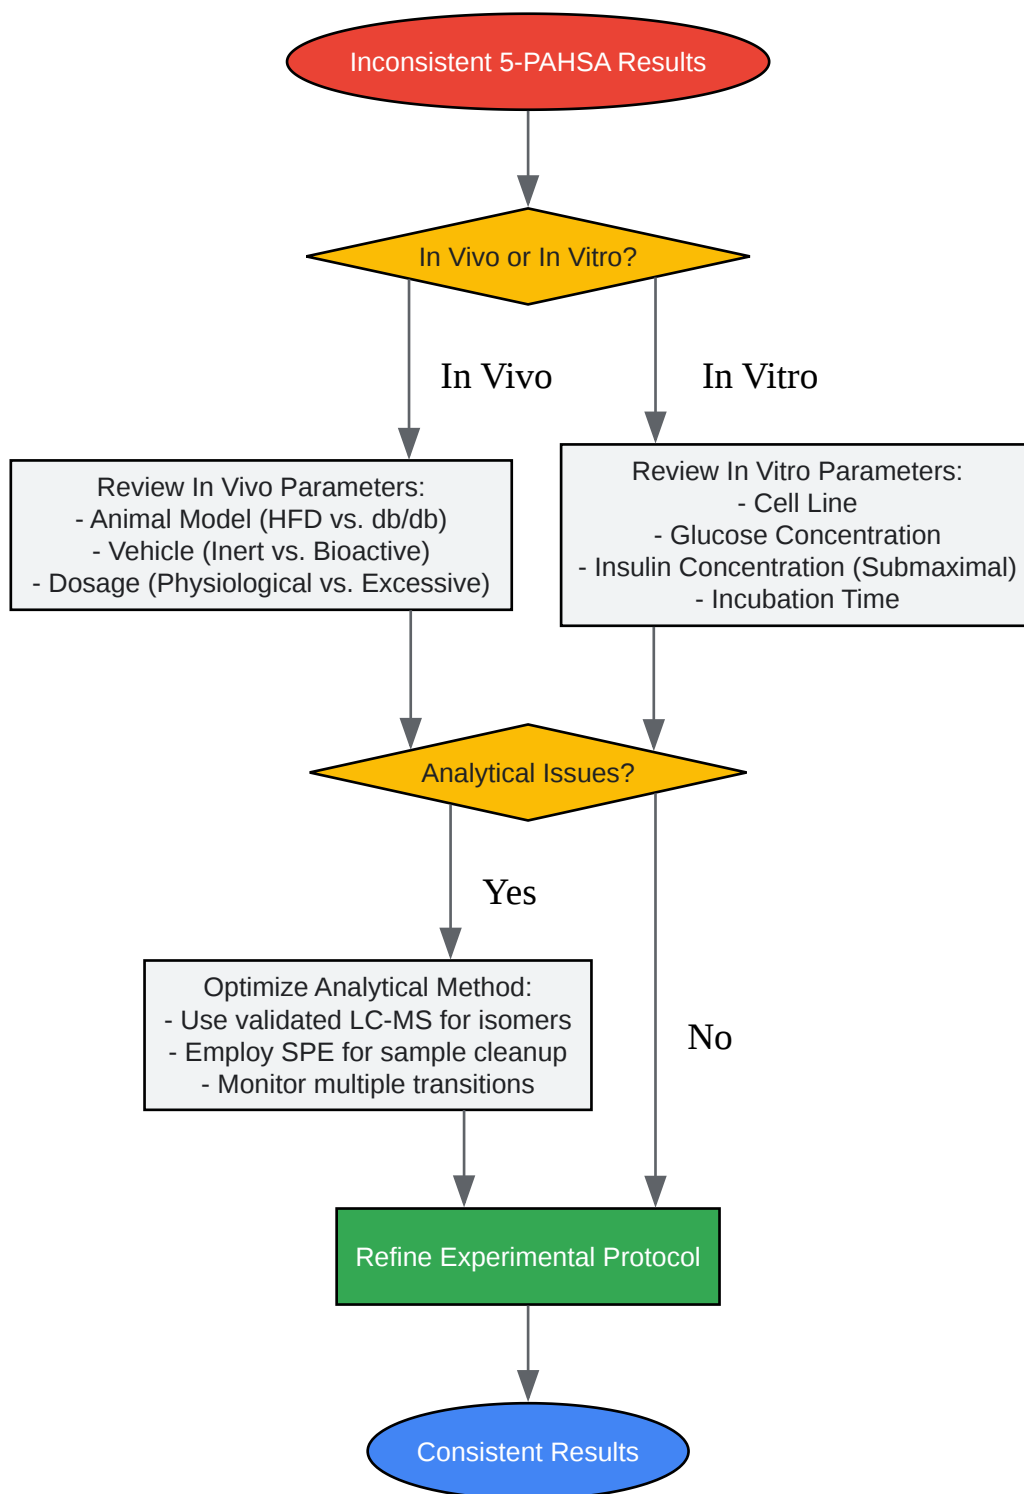 Inconsistent 5-PAHSA Results
In Vivo or In Vitro?
In Vivo
In Vitro
Review In Vivo Parameters:
- Animal Model (HFD vs. db/db)
- Vehicle (Inert vs. Bioactive)
- Dosage (Physiological vs. Excessive)
Review In Vitro Parameters:
- Cell Line
- Glucose Concentration
- Insulin Concentration (Submaximal)
- Incubation Time
Analytical Issues?
Yes
No
Optimize Analytical Method:
- Use validated LC-MS for isomers
- Employ SPE for sample cleanup
- Monitor multiple transitions
Refine Experimental Protocol
Consistent Results